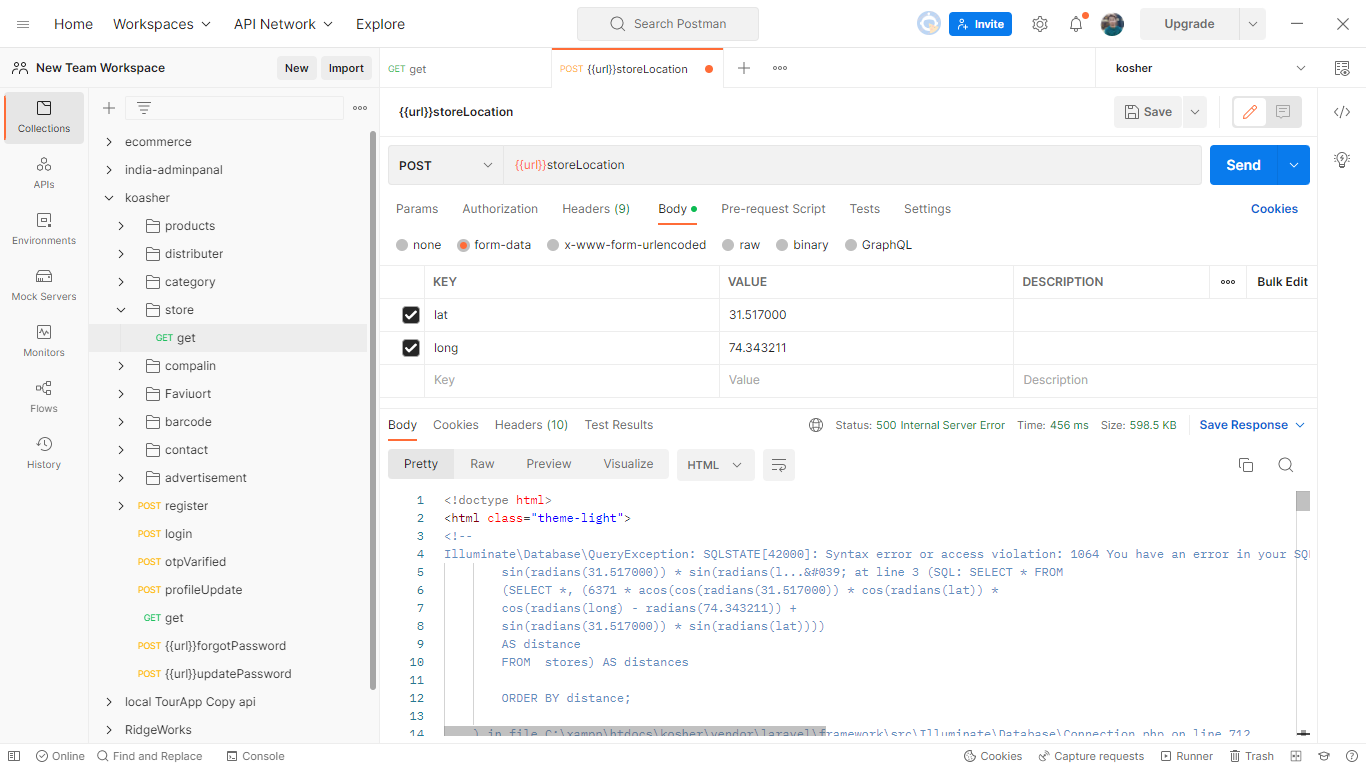 Home Workspaces API Network Explore Search Postman Invite Upgrade
New Team Workspace New Import GET get POST {{url}}storeLocation kosher
{{url}}storeLocation Save
POST {{url}}storeLocation Send
Params Authorization Headers (9) Body Pre-request Script Tests Settings Cookies
none form-data x-www-form-urlencoded raw binary GraphQL
KEY VALUE DESCRIPTION Bulk Edit
lat 31.517000
long 74.343211
Key Value Description
Collections
APIs
Environments
Mock Servers
Monitors
Flows
History
ecommerce
india-adminpanal
koasher
products
distributer
category
store
GET get
compalin
Faviuort
barcode
contact
advertisement
POST register
POST login
POST otpVarified
POST profileUpdate
GET get
POST {{url}}forgotPassword
POST {{url}}updatePassword
local TourApp Copy api
RidgeWorks
Body Cookies Headers (10) Test Results Status: 500 Internal Server Error Time: 456 ms Size: 598.5 KB Save Response
Pretty Raw Preview Visualize HTML
1 <!doctype html>
2 <html class="theme-light">
3 <!--
4 Illuminate\Database\QueryException: SQLSTATE[42000]: Syntax error or access violation: 1064 You have an error in your SQL
5 sin(radians(31.517000)) * sin(radians(l...&#039; at line 3 (SQL: SELECT * FROM
6 (SELECT *, (6371 * acos(cos(radians(31.517000)) * cos(radians(lat)) *
7 cos(radians(long) - radians(74.343211)) +
8 sin(radians(31.517000)) * sin(radians(lat))))
9 AS distance
10 FROM stores) AS distances
11
12 ORDER BY distance;
13
14 ) in file C:\xampp\htdocs\kosher\vendor\laravel\framework\src\Illuminate\Database\Connection.php on line 712
Online Find and Replace Console Cookies Capture requests Runner Trash